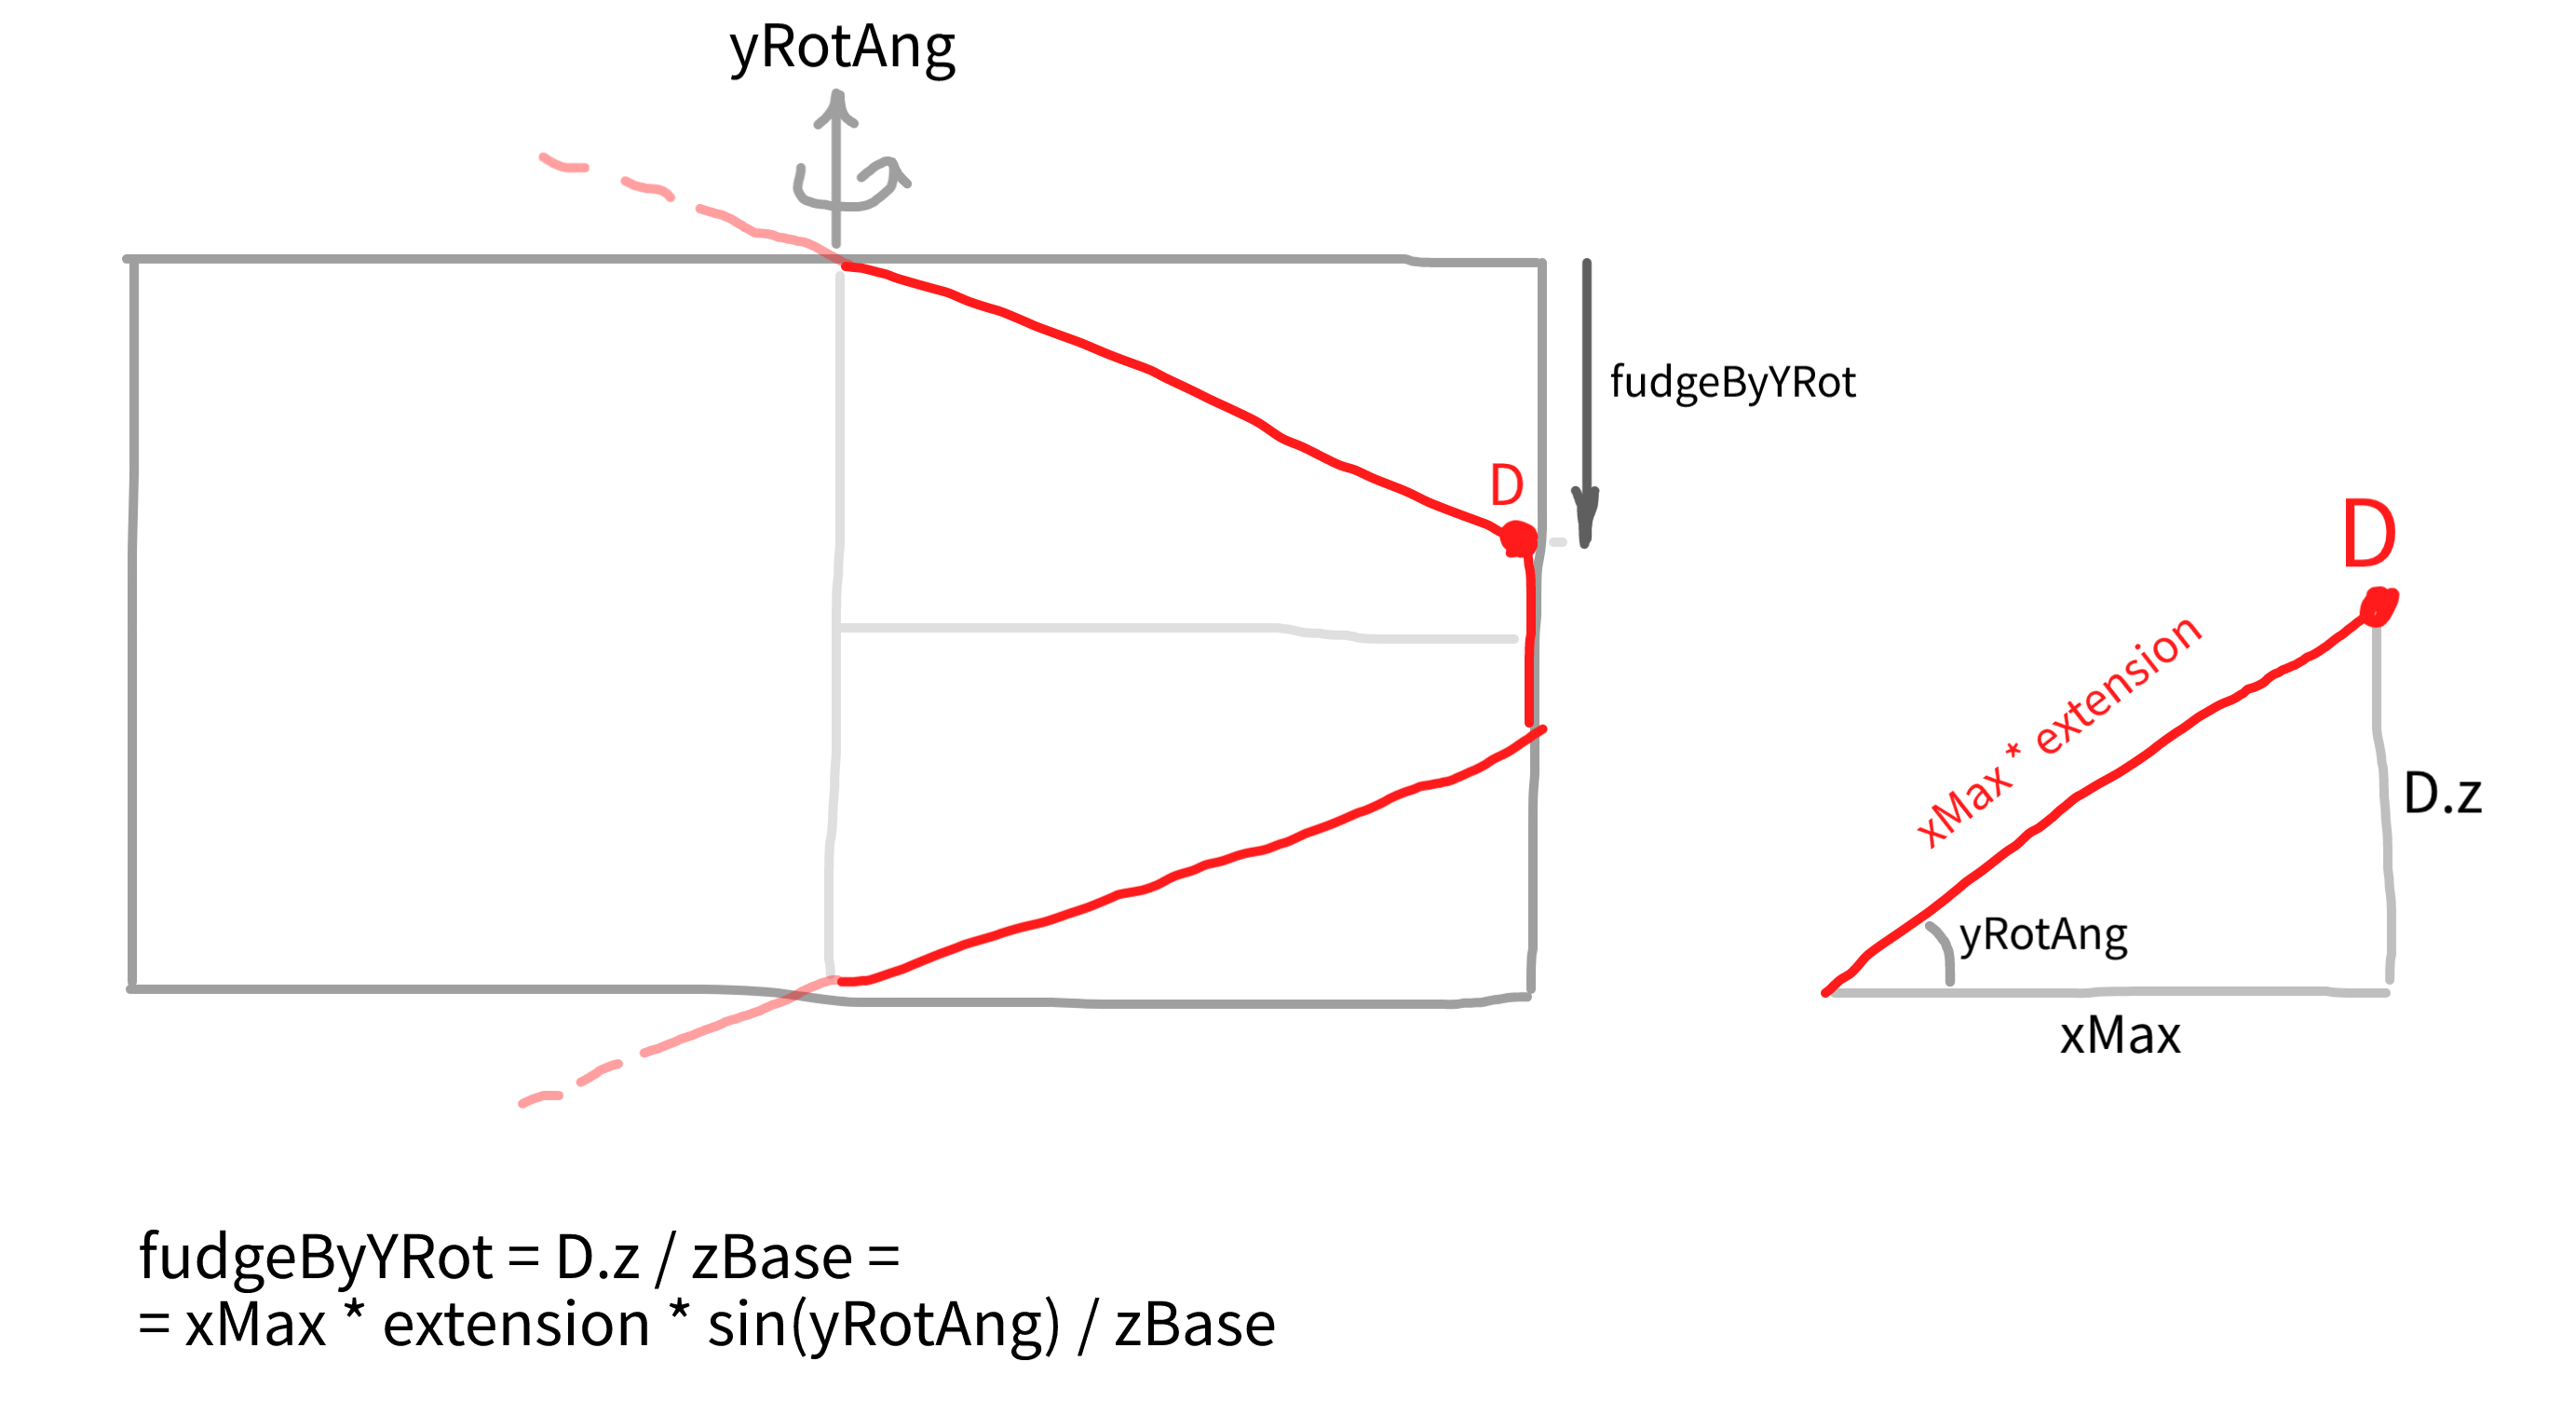 yRotAng
fudgeByYRot
D
D
xMax * extension
D.z
yRotAng
xMax
fudgeByYRot = D.z / zBase =
= xMax * extension * sin(yRotAng) / zBase